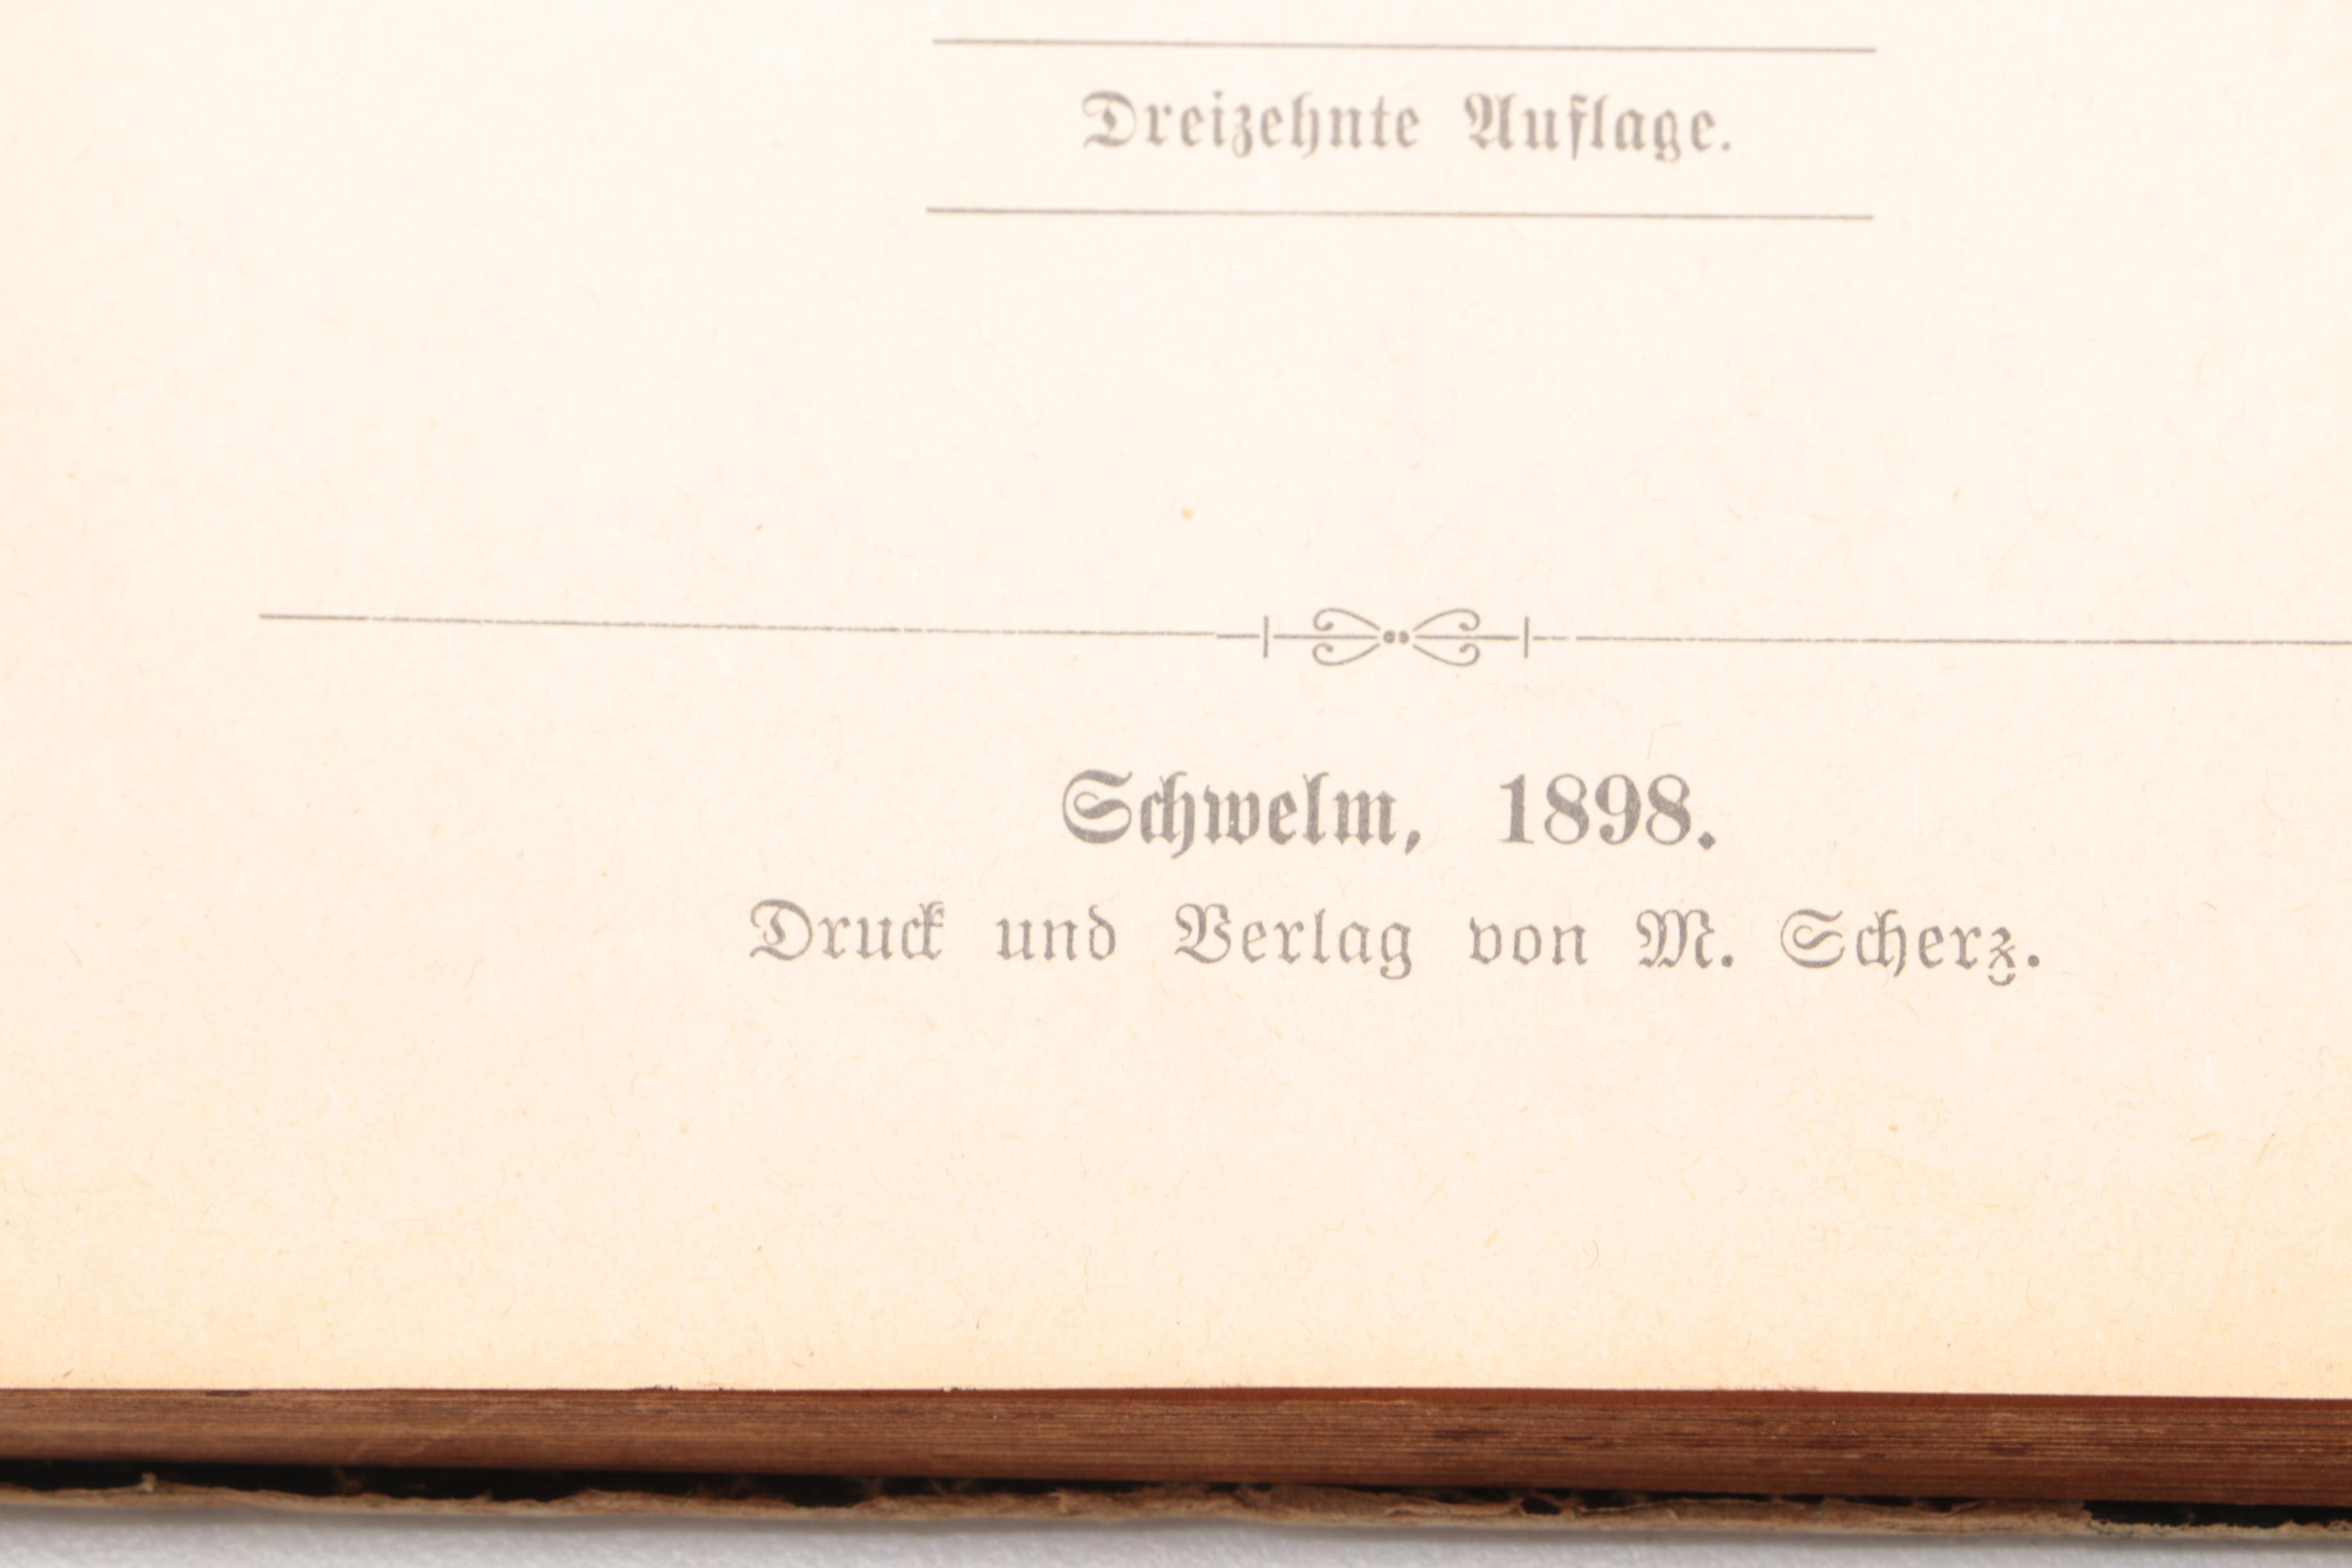 Dreizehnte Auflage.
Schwelm, 1898.
Druck und Verlag von M. Scherz.